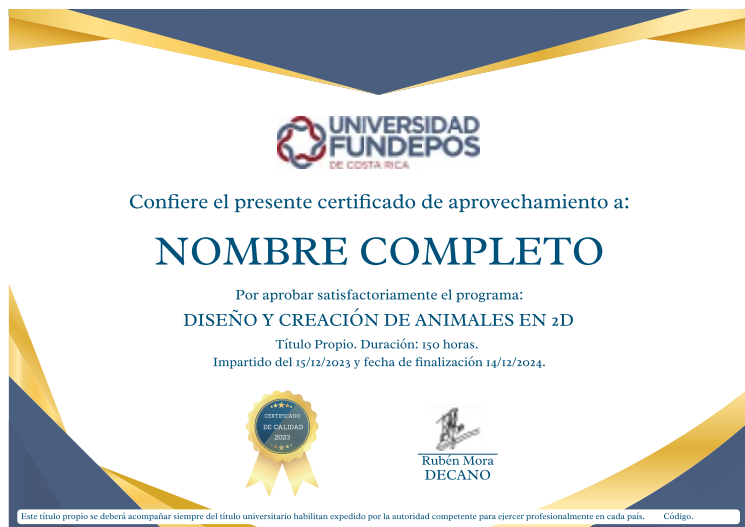 UNIVERSIDAD
FUNDEPOS
DE COSTA RICA
Confiere el presente certificado de aprovechamiento a:
NOMBRE COMPLETO
Por aprobar satisfactoriamente el programa:
DISEÑO Y CREACIÓN DE ANIMALES EN 2D
Título Propio. Duración: 150 horas.
Impartido del 15/12/2023 y fecha de finalización 14/12/2024.
CERTIFICADO
DE CALIDAD
2023
Rubén Mora
DECANO
Este título propio se deberá acompañar siempre del título universitario habilitan expedido por la autoridad competente para ejercer profesionalmente en cada país. Código.